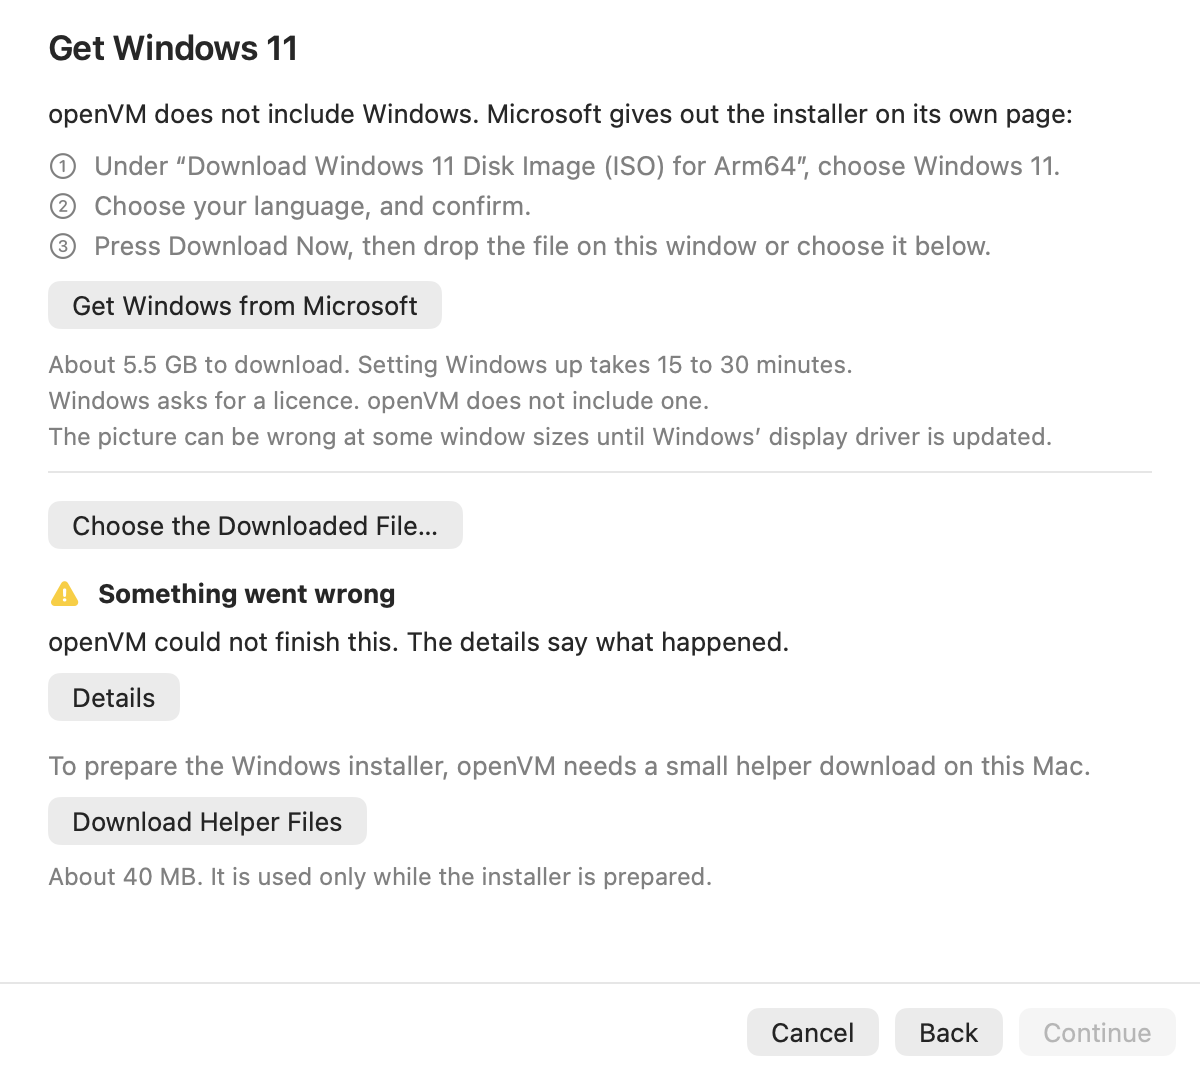 Get Windows 11
openVM does not include Windows. Microsoft gives out the installer on its own page:
1 Under “Download Windows 11 Disk Image (ISO) for Arm64”, choose Windows 11.
2 Choose your language, and confirm.
3 Press Download Now, then drop the file on this window or choose it below.
Get Windows from Microsoft
About 5.5 GB to download. Setting Windows up takes 15 to 30 minutes.
Windows asks for a licence. openVM does not include one.
The picture can be wrong at some window sizes until Windows’ display driver is updated.
Choose the Downloaded File...
Something went wrong
openVM could not finish this. The details say what happened.
Details
To prepare the Windows installer, openVM needs a small helper download on this Mac.
Download Helper Files
About 40 MB. It is used only while the installer is prepared.
Cancel
Back
Continue